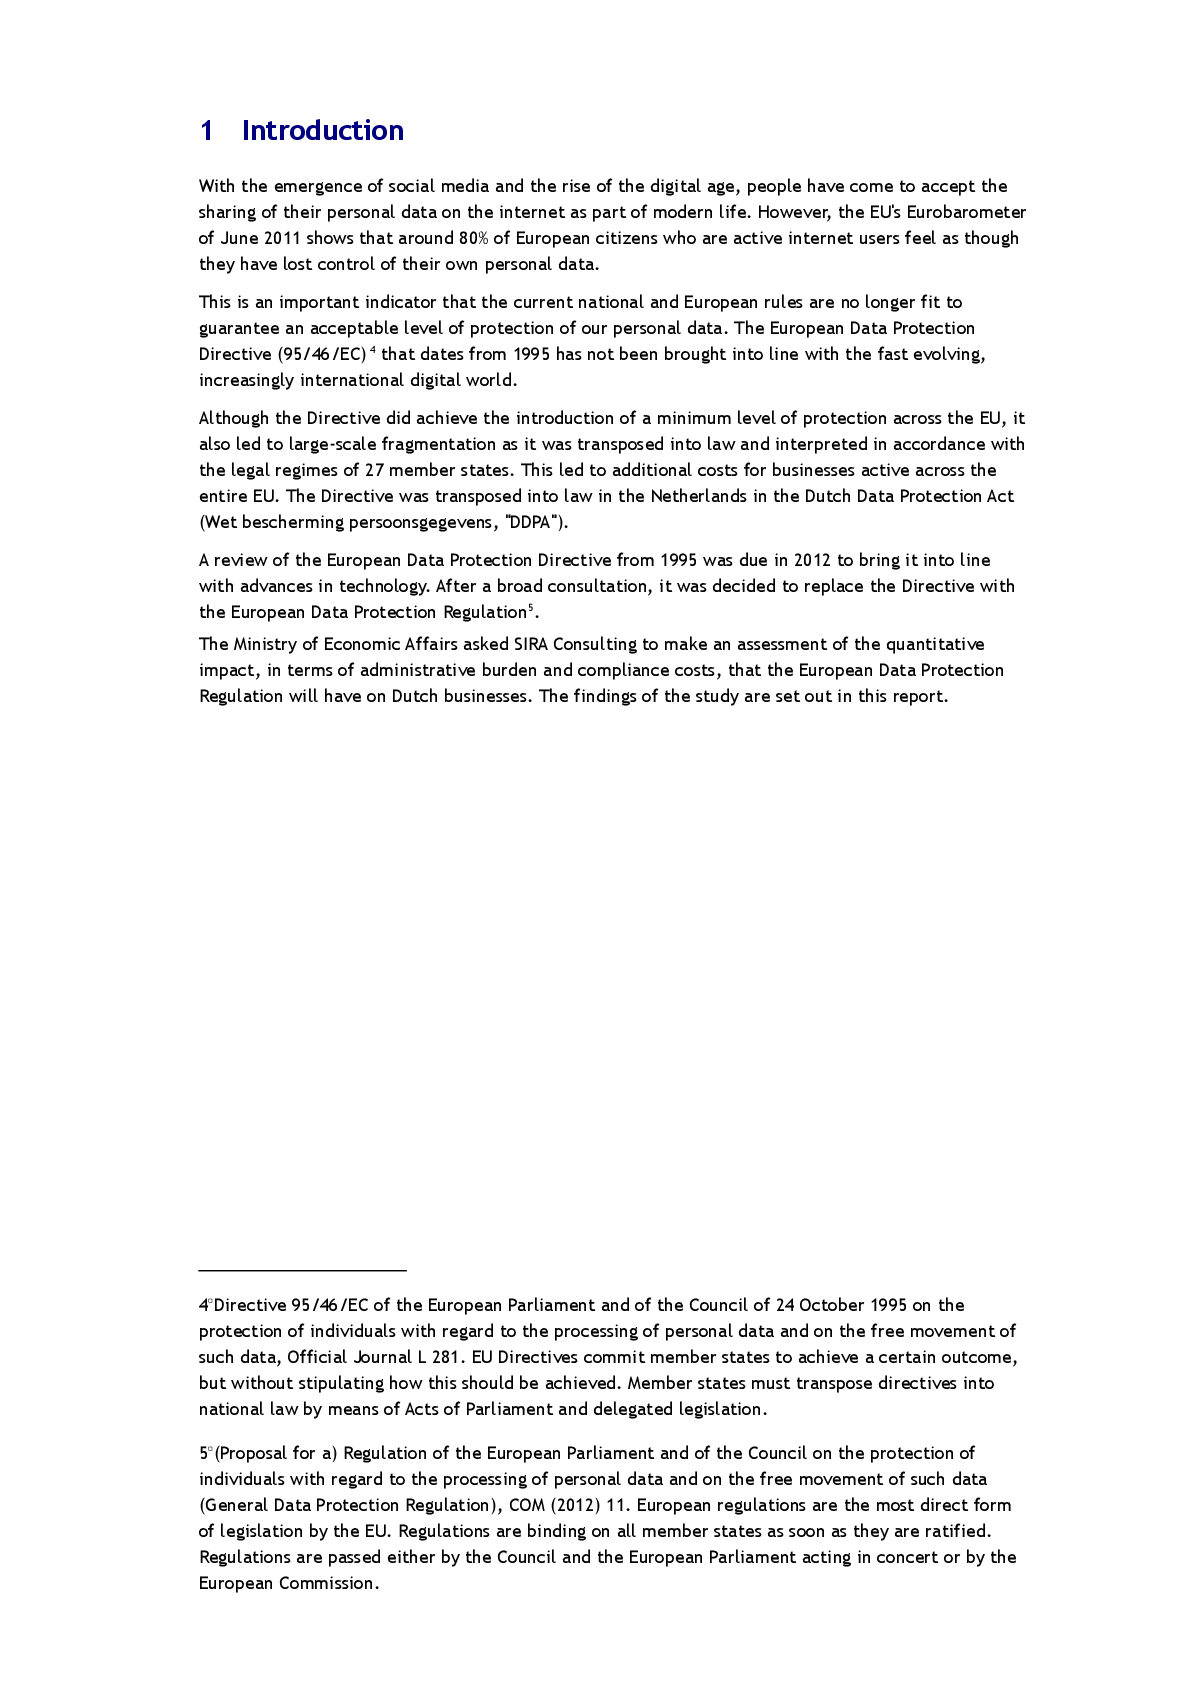 1 Introduction
With the emergence of social media and the rise of the digital age, people have come to accept the
sharing of their personal data on the internet as part of modern life. However, the EU's Eurobarometer
of June 2011 shows that around 80% of European citizens who are active internet users feel as though
they have lost control of their own personal data.
This is an important indicator that the current national and European rules are no longer fit to
guarantee an acceptable level of protection of our personal data. The European Data Protection
Directive (95/46/EC) 4 that dates from 1995 has not been brought into line with the fast evolving,
increasingly international digital world.
Although the Directive did achieve the introduction of a minimum level of protection across the EU, it
also led to large-scale fragmentation as it was transposed into law and interpreted in accordance with
the legal regimes of 27 member states. This led to additional costs for businesses active across the
entire EU. The Directive was transposed into law in the Netherlands in the Dutch Data Protection Act
(Wet bescherming persoonsgegevens, "DDPA").
A review of the European Data Protection Directive from 1995 was due in 2012 to bring it into line
with advances in technology. After a broad consultation, it was decided to replace the Directive with
the European Data Protection Regulation5.
The Ministry of Economic Affairs asked SIRA Consulting to make an assessment of the quantitative
impact, in terms of administrative burden and compliance costs, that the European Data Protection
Regulation will have on Dutch businesses. The findings of the study are set out in this report.
4 Directive 95/46/EC of the European Parliament and of the Council of 24 October 1995 on the
protection of individuals with regard to the processing of personal data and on the free movement of
such data, Official Journal L 281. EU Directives commit member states to achieve a certain outcome,
but without stipulating how this should be achieved. Member states must transpose directives into
national law by means of Acts of Parliament and delegated legislation.
5 (Proposal for a) Regulation of the European Parliament and of the Council on the protection of
individuals with regard to the processing of personal data and on the free movement of such data
(General Data Protection Regulation), COM (2012) 11. European regulations are the most direct form
of legislation by the EU. Regulations are binding on all member states as soon as they are ratified.
Regulations are passed either by the Council and the European Parliament acting in concert or by the
European Commission.